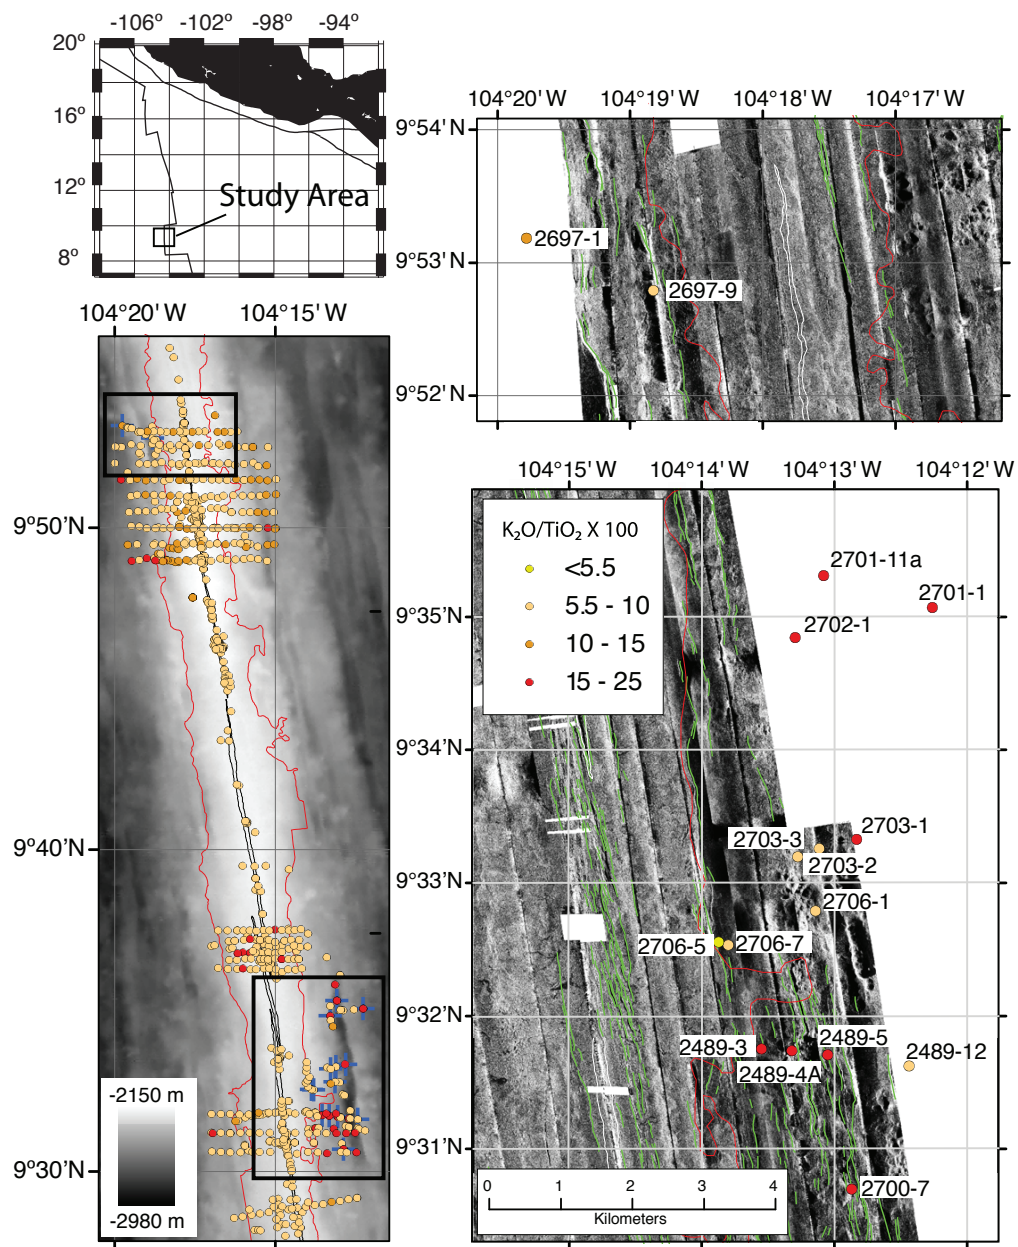 -106° -102° -98° -94°
20°
16°
12°
8°
Study Area
104°20'W 104°15'W
9°50'N
9°40'N
9°30'N
-2150 m
-2980 m
104°20'W 104°19'W 104°18'W 104°17'W
9°54'N
9°53'N
9°52'N
2697-1
2697-9
104°15'W 104°14'W 104°13'W 104°12'W
9°35'N
9°34'N
9°33'N
9°32'N
9°31'N
K₂O/TiO₂ X 100
<5.5
5.5 - 10
10 - 15
15 - 25
2701-11a
2701-1
2702-1
2703-1
2703-3
2703-2
2706-1
2706-5
2706-7
2489-3
2489-5
2489-4A
2489-12
2700-7
0 1 2 3 4
Kilometers